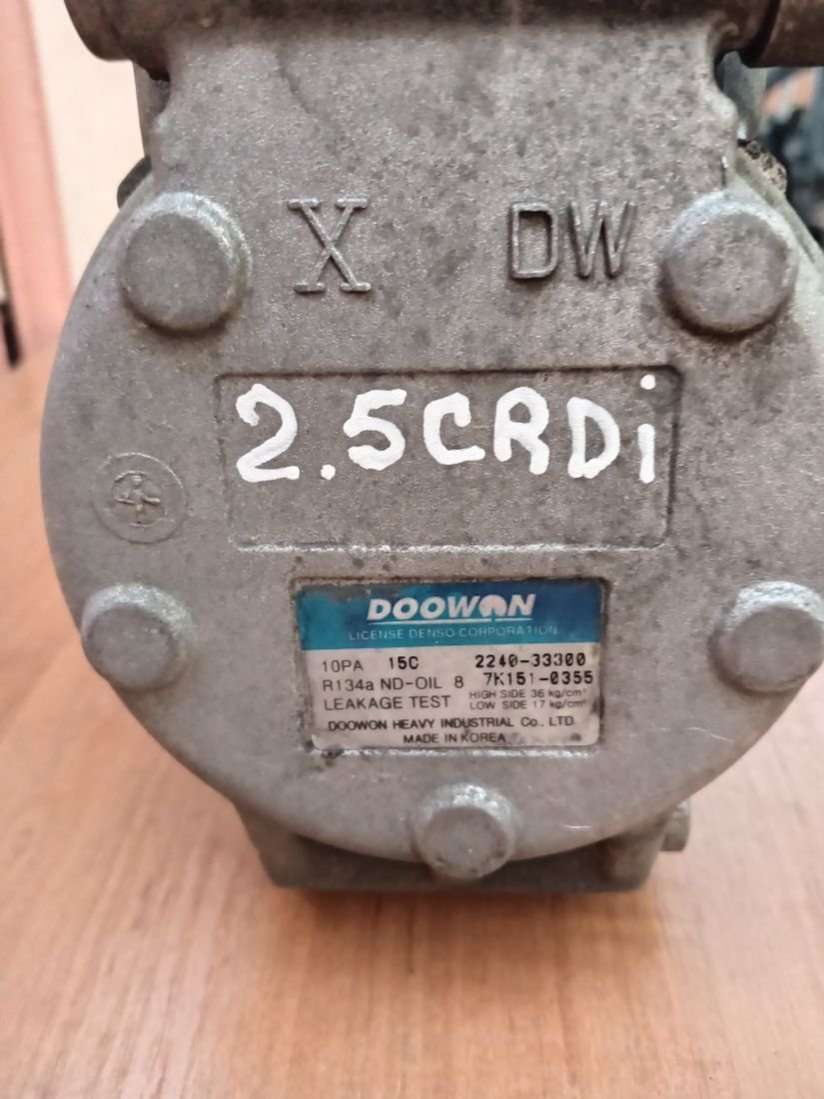 X DW
2.5CRDi
DOOWON
LICENSE DENSO CORPORATION
10PA 15C 2240-33300
R134a ND-OIL 8 7K151-0355
LEAKAGE TEST HIGH SIDE 36 kg/cm²
LOW SIDE 17 kg/cm²
DOOWON HEAVY INDUSTRIAL Co., LTD.
MADE IN KOREA